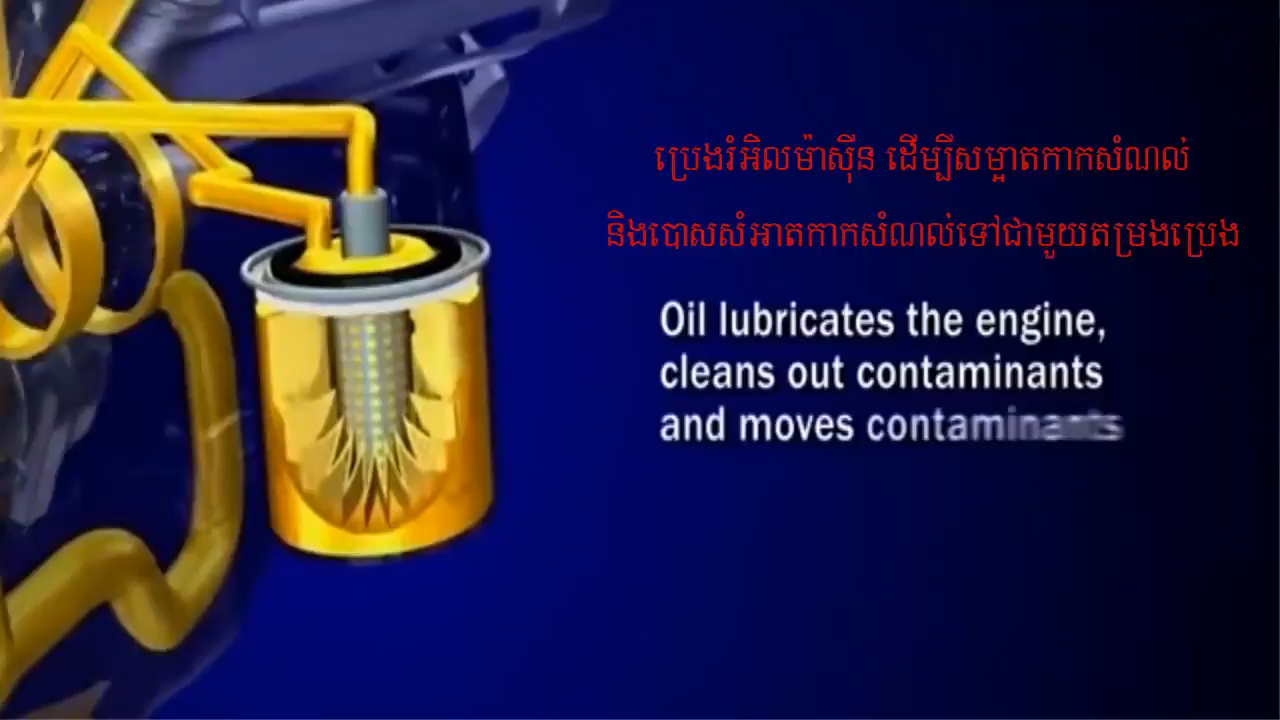 ប្រេងរំអិលម៉ាស៊ីន ដើម្បីសម្អាតកាកសំណល់
និងបោសសំអាតកាកសំណល់ទៅជាមួយតម្រងប្រេង
Oil lubricates the engine,
cleans out contaminants
and moves contaminants